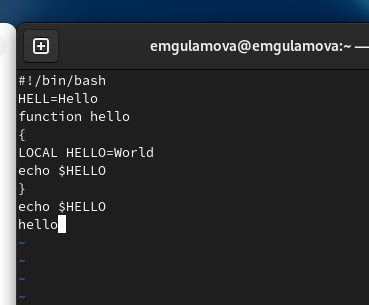 emgulamova@emgulamova:~ —
#!/bin/bash
HELL=Hello
function hello
{
LOCAL HELLO=World
echo $HELLO
}
echo $HELLO
hello
~
~
~
~